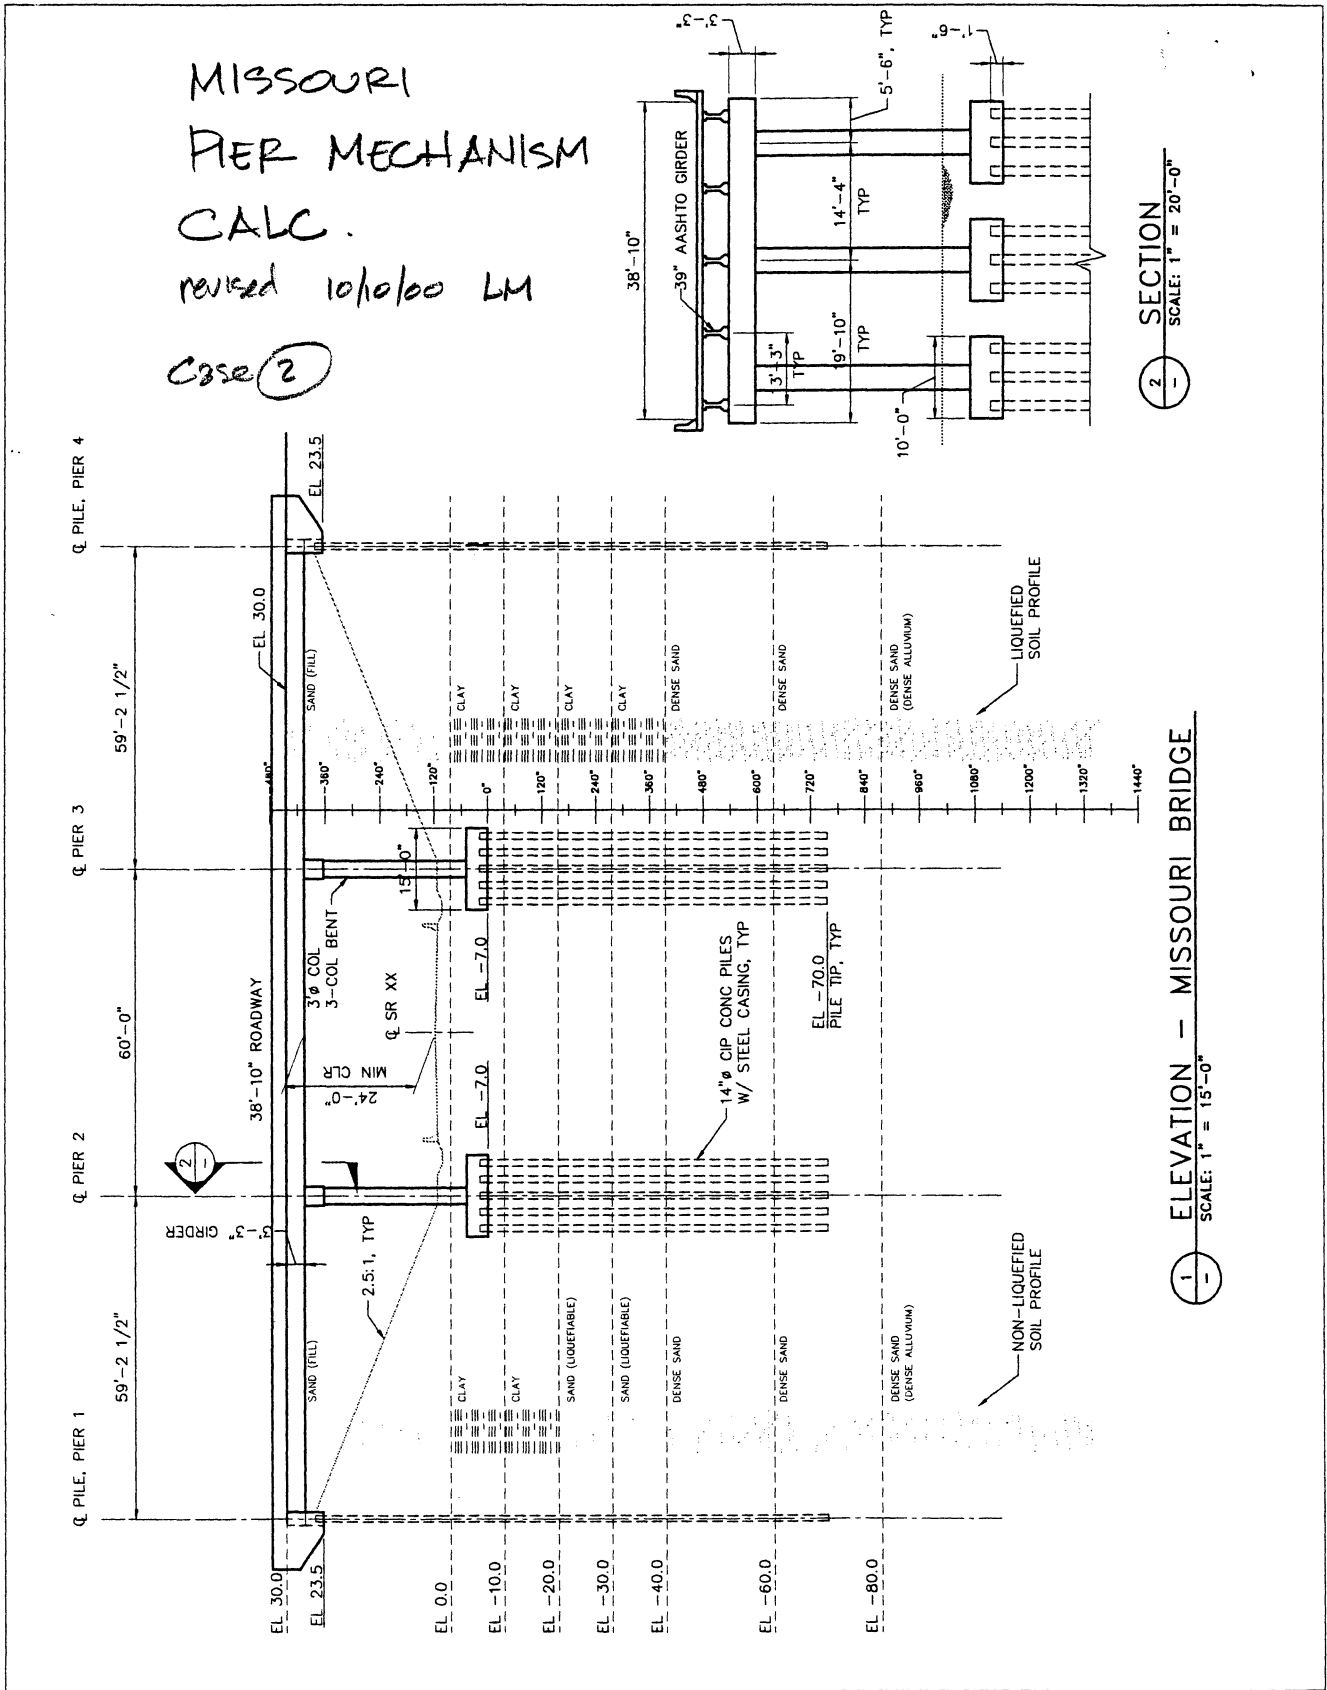 MISSOURI
PIER MECHANISM
CALC.
revised 10/10/00 LM
Case 2
3'-3"
38'-10"
39" AASHTO GIRDER
5'-6", TYP
14'-4"
TYP
3'-3"
TYP
19'-10"
TYP
10'-0"
1'-6"
2
-
SECTION
SCALE: 1" = 20'-0"
℄ PILE, PIER 1
℄ PIER 2
℄ PIER 3
℄ PILE, PIER 4
59'-2 1/2"
60'-0"
59'-2 1/2"
EL 30.0
EL 23.5
3'-3" GIRDER
2
-
38'-10" ROADWAY
EL 30.0
EL 23.5
SAND (FILL)
2.5:1, TYP
24'-0"
MIN CLR
3'ø COL
3-COL BENT
℄ SR XX
15'-0"
SAND (FILL)
EL -7.0
EL -7.0
-480"
-360"
-240"
-120"
0"
120"
240"
360"
480"
600"
720"
840"
960"
1080"
1200"
1320"
1440"
EL 0.0
CLAY
CLAY
EL -10.0
CLAY
CLAY
EL -20.0
SAND (LIQUEFIABLE)
CLAY
EL -30.0
SAND (LIQUEFIABLE)
CLAY
EL -40.0
DENSE SAND
DENSE SAND
EL -60.0
DENSE SAND
DENSE SAND
EL -80.0
DENSE SAND
(DENSE ALLUVIUM)
DENSE SAND
(DENSE ALLUVIUM)
14"ø CIP CONC PILES
W/ STEEL CASING, TYP
EL -70.0
PILE TIP, TYP
NON-LIQUEFIED
SOIL PROFILE
LIQUEFIED
SOIL PROFILE
1
-
ELEVATION - MISSOURI BRIDGE
SCALE: 1" = 15'-0"